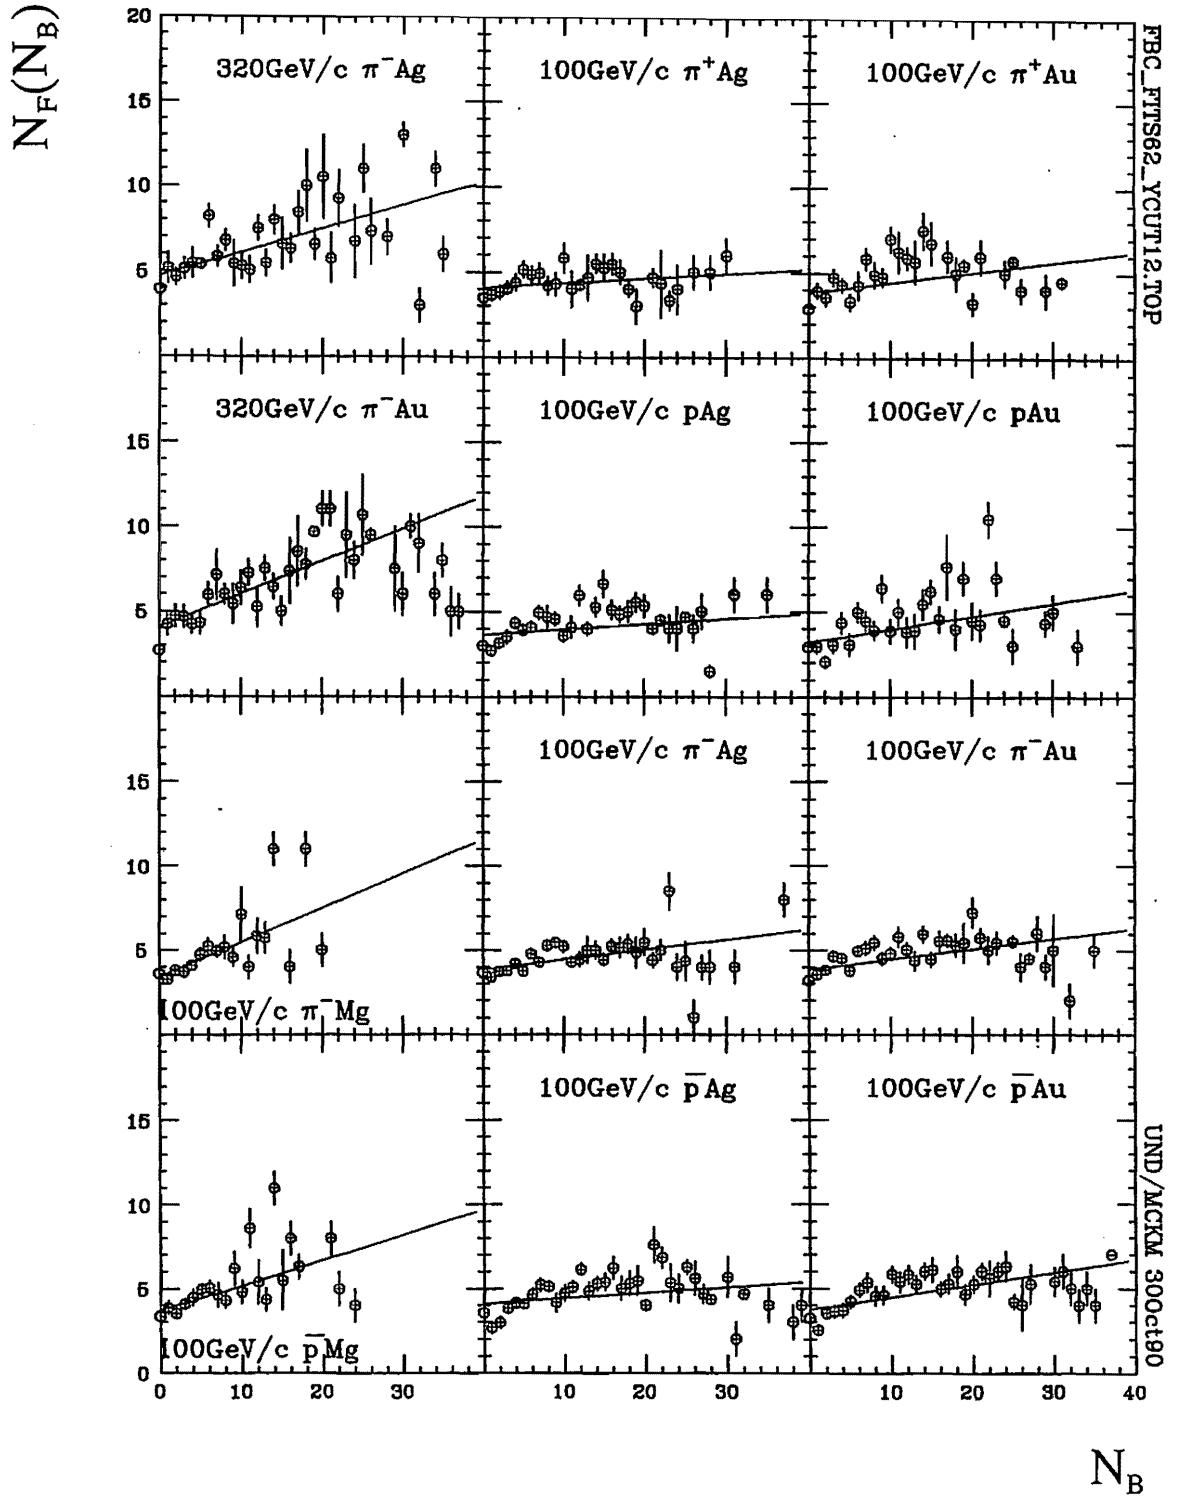 N_F(N_B)
20
320GeV/c π⁻Ag
100GeV/c π⁺Ag
100GeV/c π⁺Au
15
10
5
320GeV/c π⁻Au
100GeV/c pAg
100GeV/c pAu
15
10
5
100GeV/c π⁻Ag
100GeV/c π⁻Au
15
10
5
100GeV/c π⁻Mg
100GeV/c p̄Ag
100GeV/c p̄Au
15
10
5
100GeV/c p̄Mg
0
0 10 20 30 10 20 30 10 20 30 40
N_B
FBC_FITS62_YCUT12.TOP
UND/MCKM 30Oct90